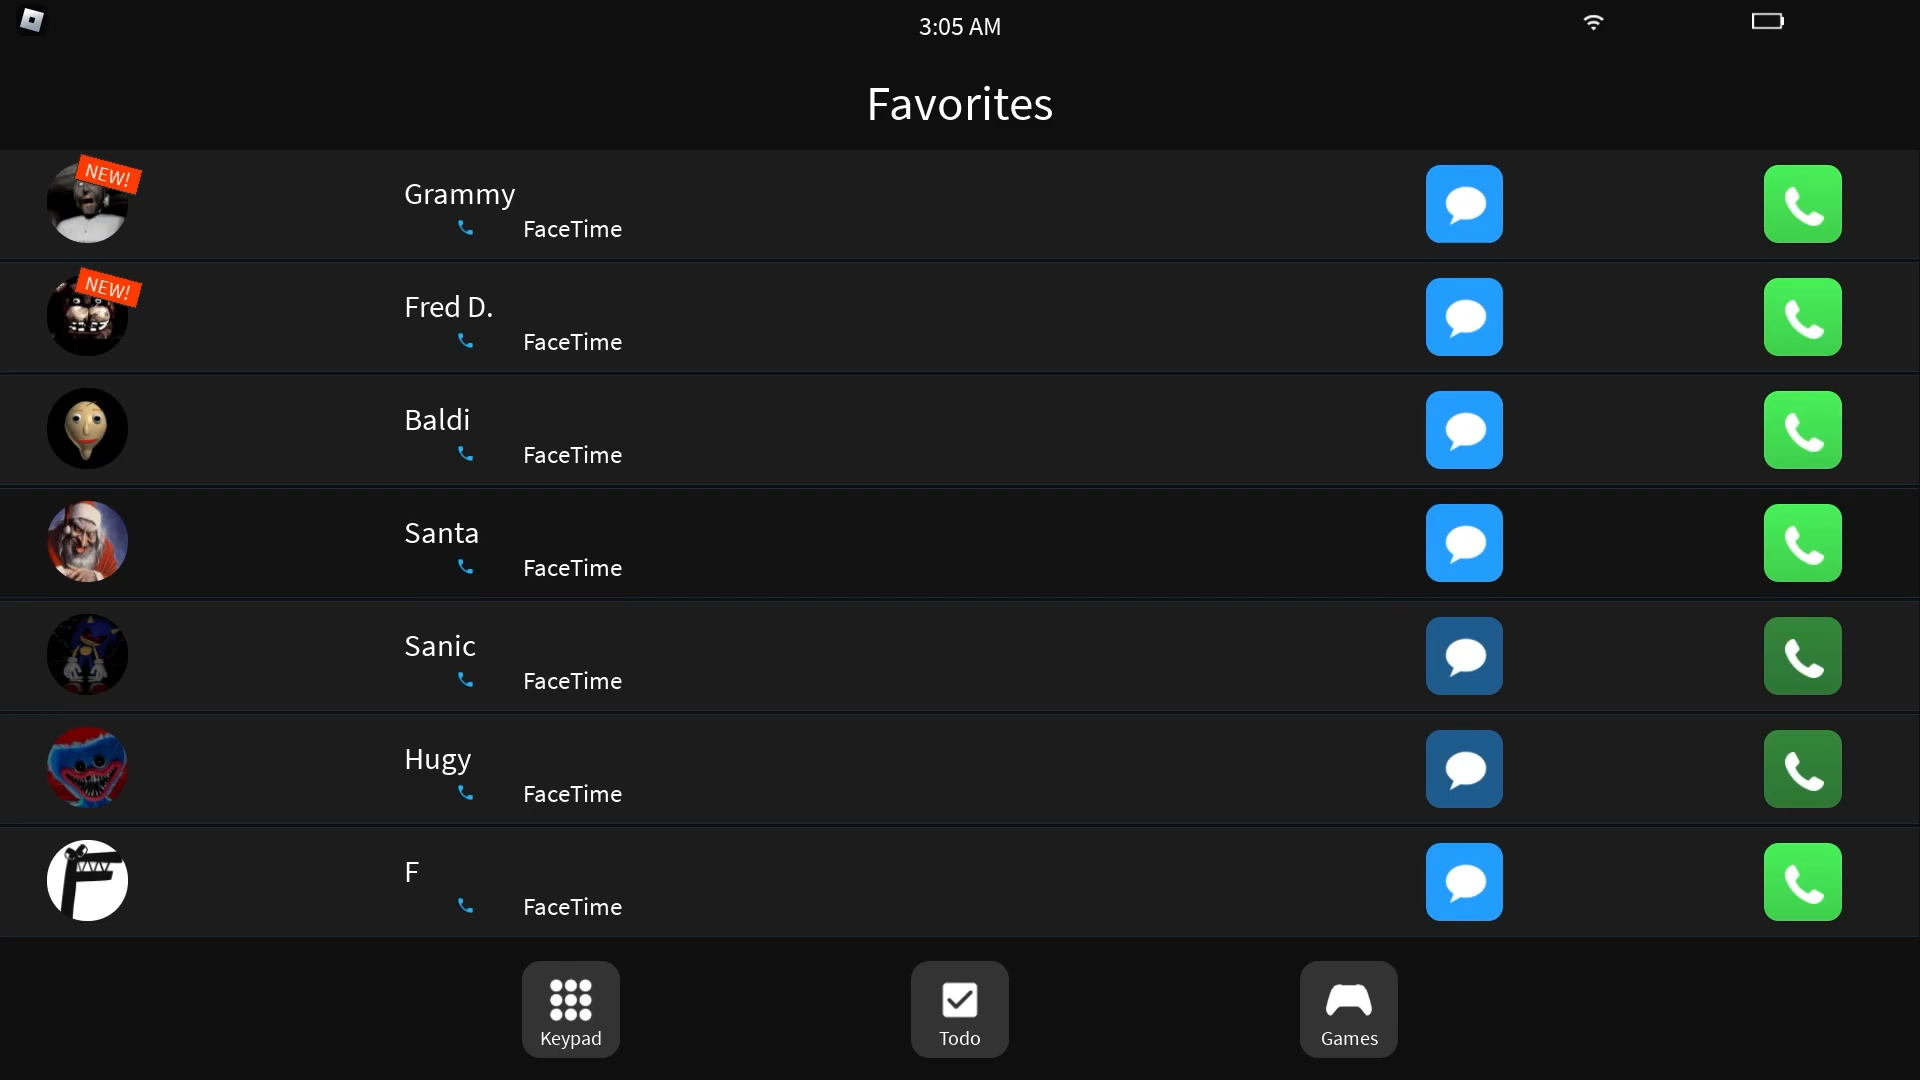 3:05 AM
Favorites
NEW!
Grammy
FaceTime
NEW!
Fred D.
FaceTime
Baldi
FaceTime
Santa
FaceTime
Sanic
FaceTime
Hugy
FaceTime
F
FaceTime
Keypad
Todo
Games